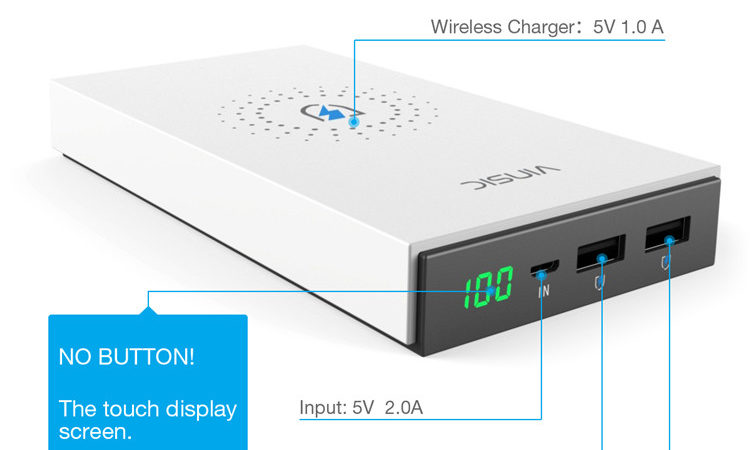 Wireless Charger: 5V 1.0 A
VINSIC
100
IN
NO BUTTON!
The touch display
screen.
Input: 5V 2.0A